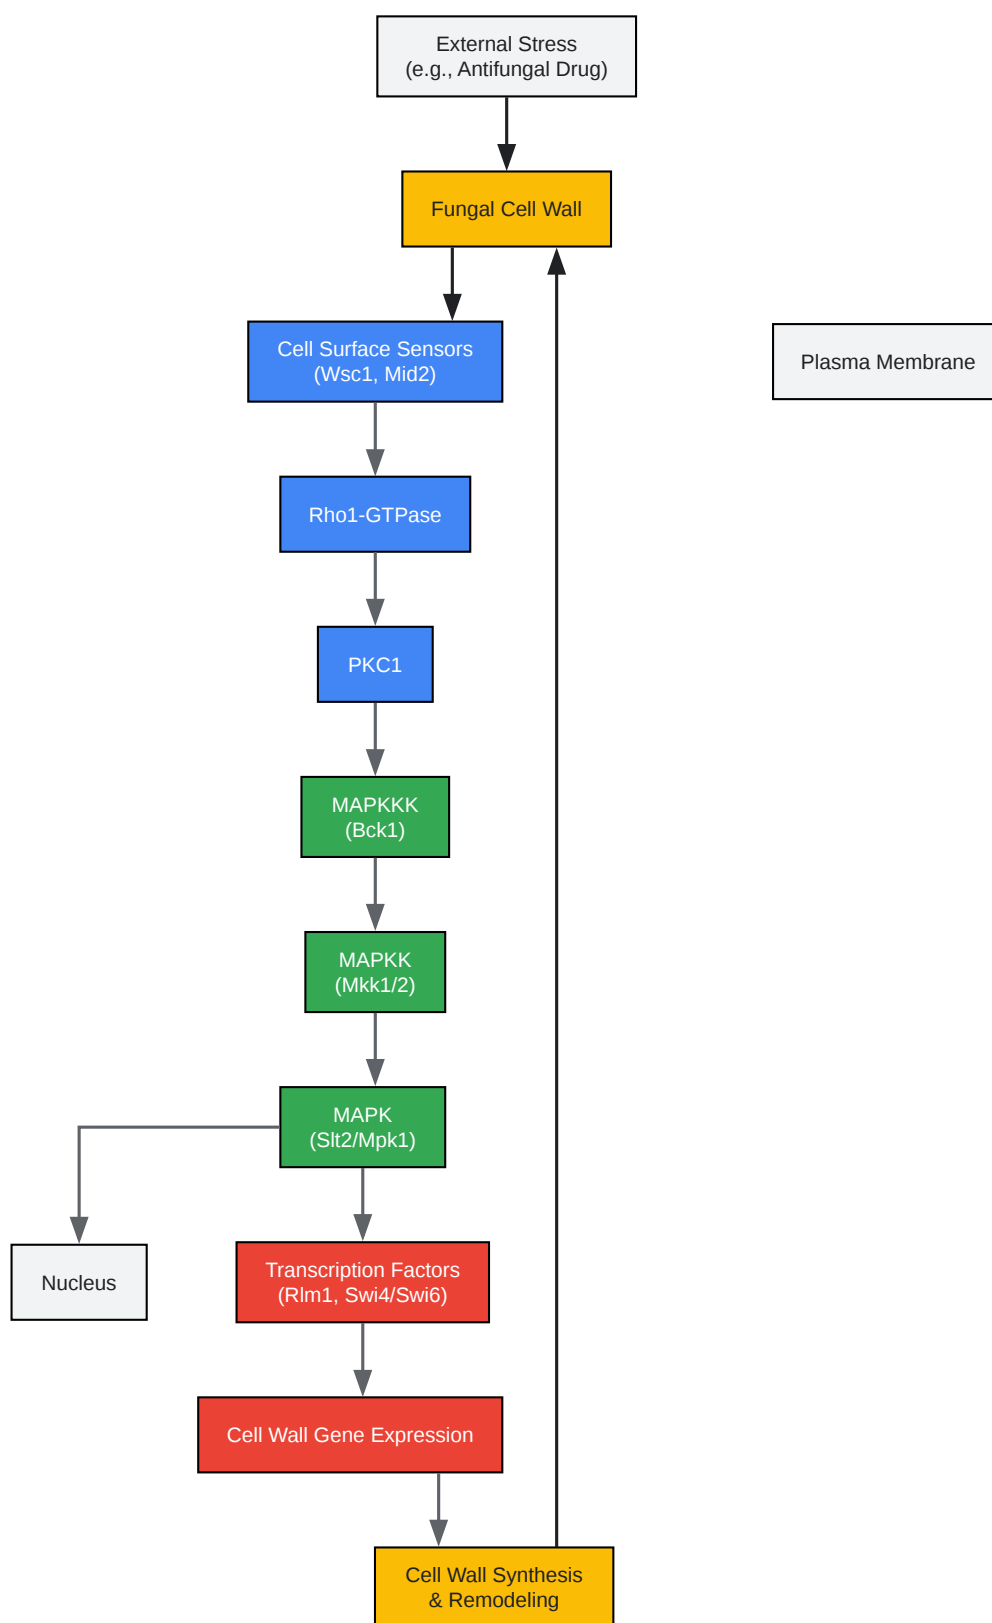 External Stress
(e.g., Antifungal Drug)
Fungal Cell Wall
Cell Surface Sensors
(Wsc1, Mid2)
Plasma Membrane
Rho1-GTPase
PKC1
MAPKKK
(Bck1)
MAPKK
(Mkk1/2)
MAPK
(Slt2/Mpk1)
Nucleus
Transcription Factors
(Rlm1, Swi4/Swi6)
Cell Wall Gene Expression
Cell Wall Synthesis
& Remodeling